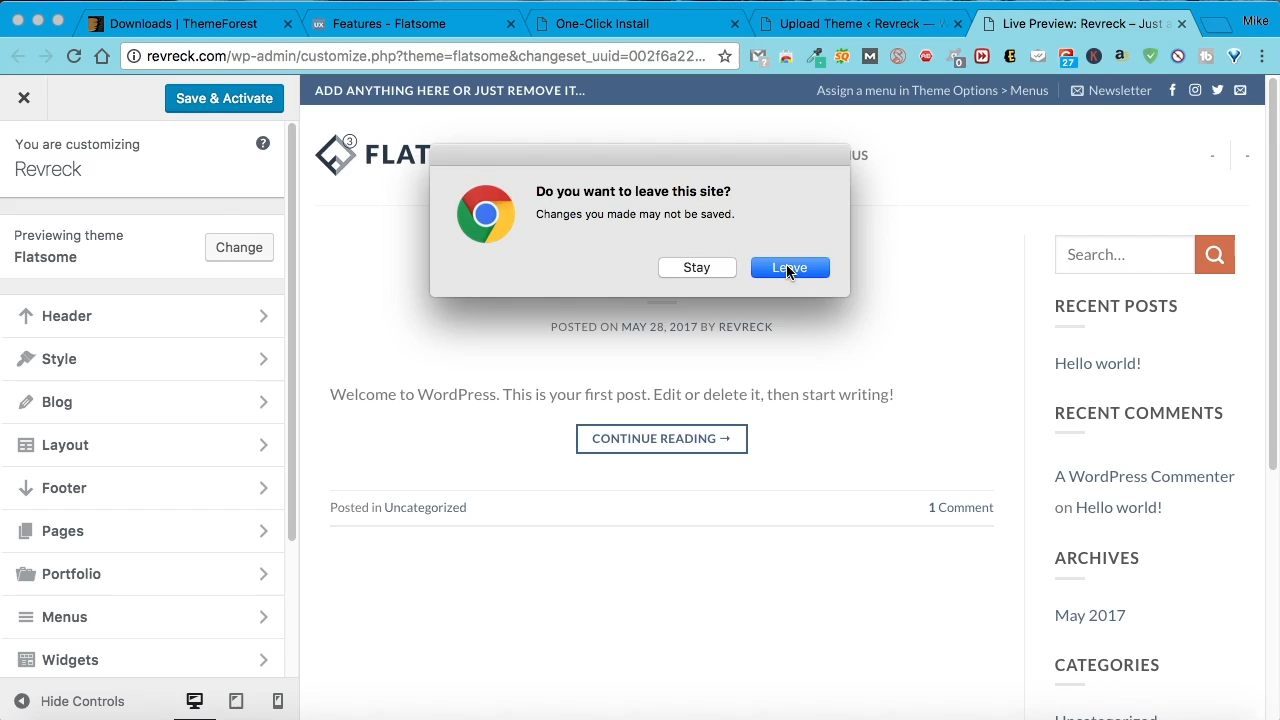 Downloads | ThemeForest
Features - Flatsome
One-Click Install
Upload Theme ‹ Revreck —
Live Preview: Revreck – Just a
Mike
revreck.com/wp-admin/customize.php?theme=flatsome&changeset_uuid=002f6a22...
27
Save & Activate
You are customizing
Revreck
Previewing theme
Flatsome
Change
Header
Style
Blog
Layout
Footer
Pages
Portfolio
Menus
Widgets
Hide Controls
ADD ANYTHING HERE OR JUST REMOVE IT...
Assign a menu in Theme Options > Menus
Newsletter
3
FLAT
US
-
-
Do you want to leave this site?
Changes you made may not be saved.
Stay
Leave
POSTED ON MAY 28, 2017 BY REVRECK
Welcome to WordPress. This is your first post. Edit or delete it, then start writing!
CONTINUE READING →
Posted in Uncategorized
1 Comment
Search...
RECENT POSTS
Hello world!
RECENT COMMENTS
A WordPress Commenter
on Hello world!
ARCHIVES
May 2017
CATEGORIES
Uncategorized